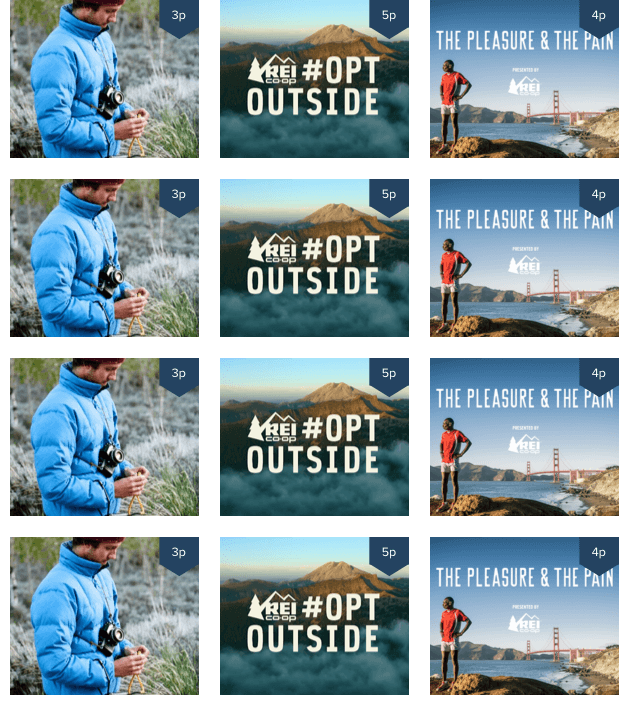 3p
5p
4p
REI #OPT
co·op
OUTSIDE
THE PLEASURE & THE PAIN
PRESENTED BY
REI
3p
5p
4p
REI #OPT
co·op
OUTSIDE
THE PLEASURE & THE PAIN
PRESENTED BY
REI
3p
5p
4p
REI #OPT
co·op
OUTSIDE
THE PLEASURE & THE PAIN
PRESENTED BY
REI
3p
5p
4p
REI #OPT
co·op
OUTSIDE
THE PLEASURE & THE PAIN
PRESENTED BY
REI